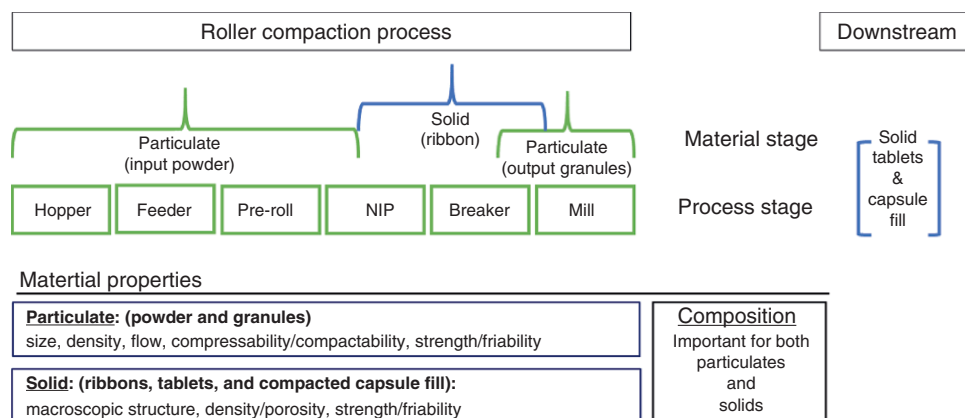 Roller compaction process
Downstream
Particulate
(input powder)
Solid
(ribbon)
Particulate
(output granules)
Material stage
Solid
tablets
&
capsule
fill
Hopper
Feeder
Pre-roll
NIP
Breaker
Mill
Process stage
Matertial properties
Particulate: (powder and granules)
size, density, flow, compressability/compactability, strength/friability
Solid: (ribbons, tablets, and compacted capsule fill):
macroscopic structure, density/porosity, strength/friability
Composition
Important for both
particulates
and
solids